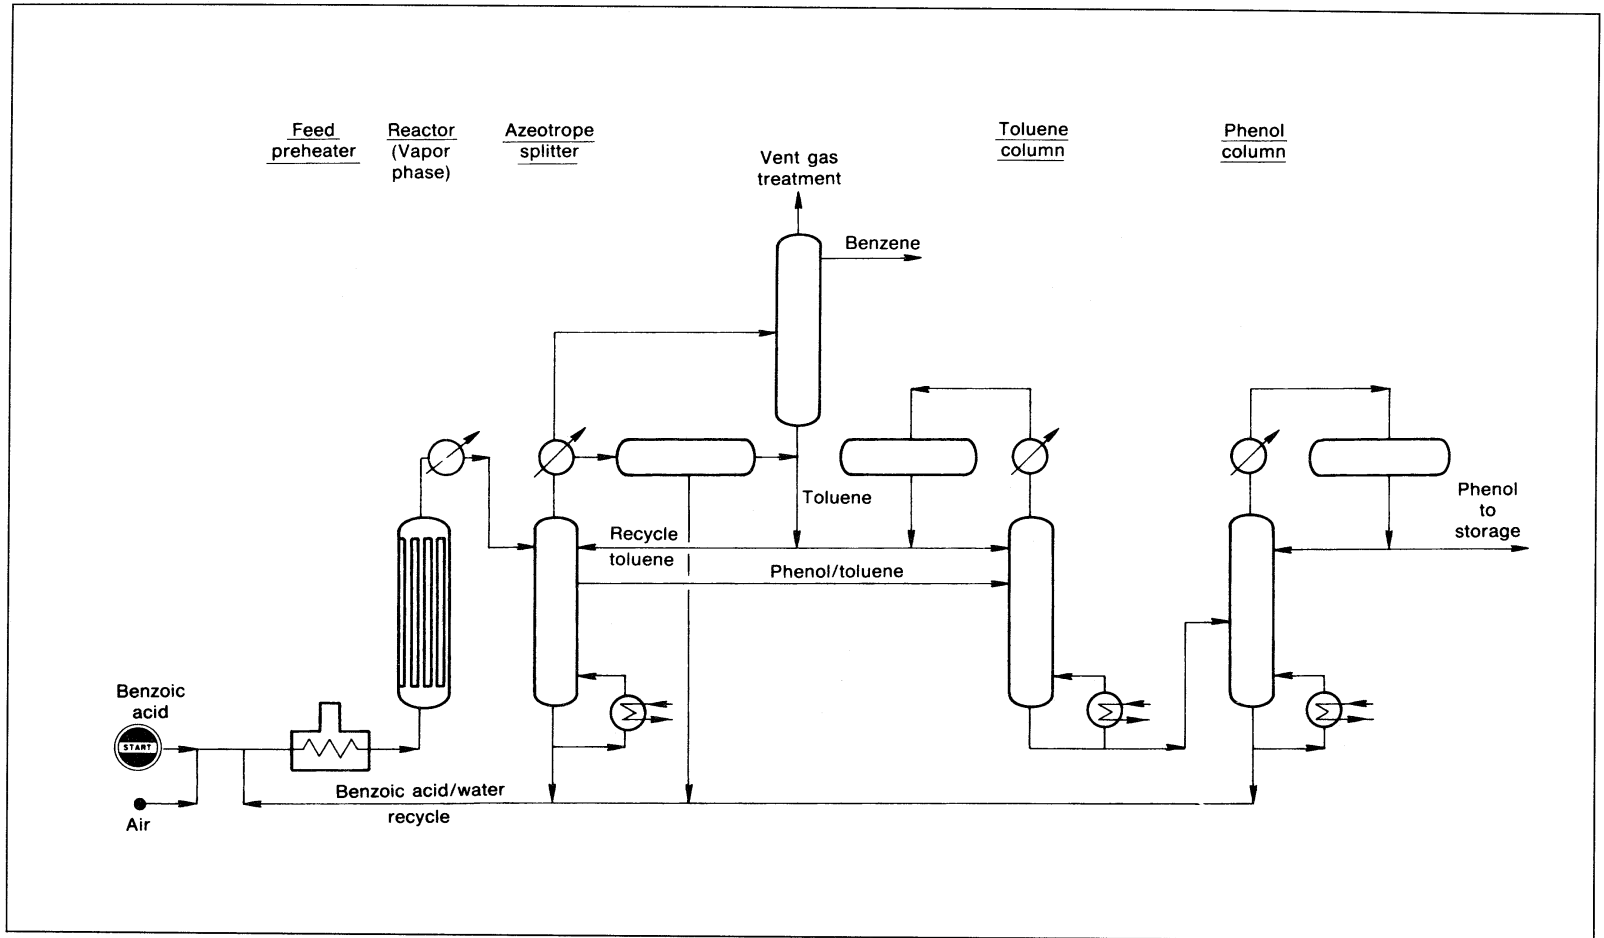 Feed
preheater
Reactor
(Vapor
phase)
Azeotrope
splitter
Vent gas
treatment
Toluene
column
Phenol
column
Benzene
Toluene
Recycle
toluene
Phenol/toluene
Phenol
to
storage
Benzoic
acid
START
Air
Benzoic acid/water
recycle